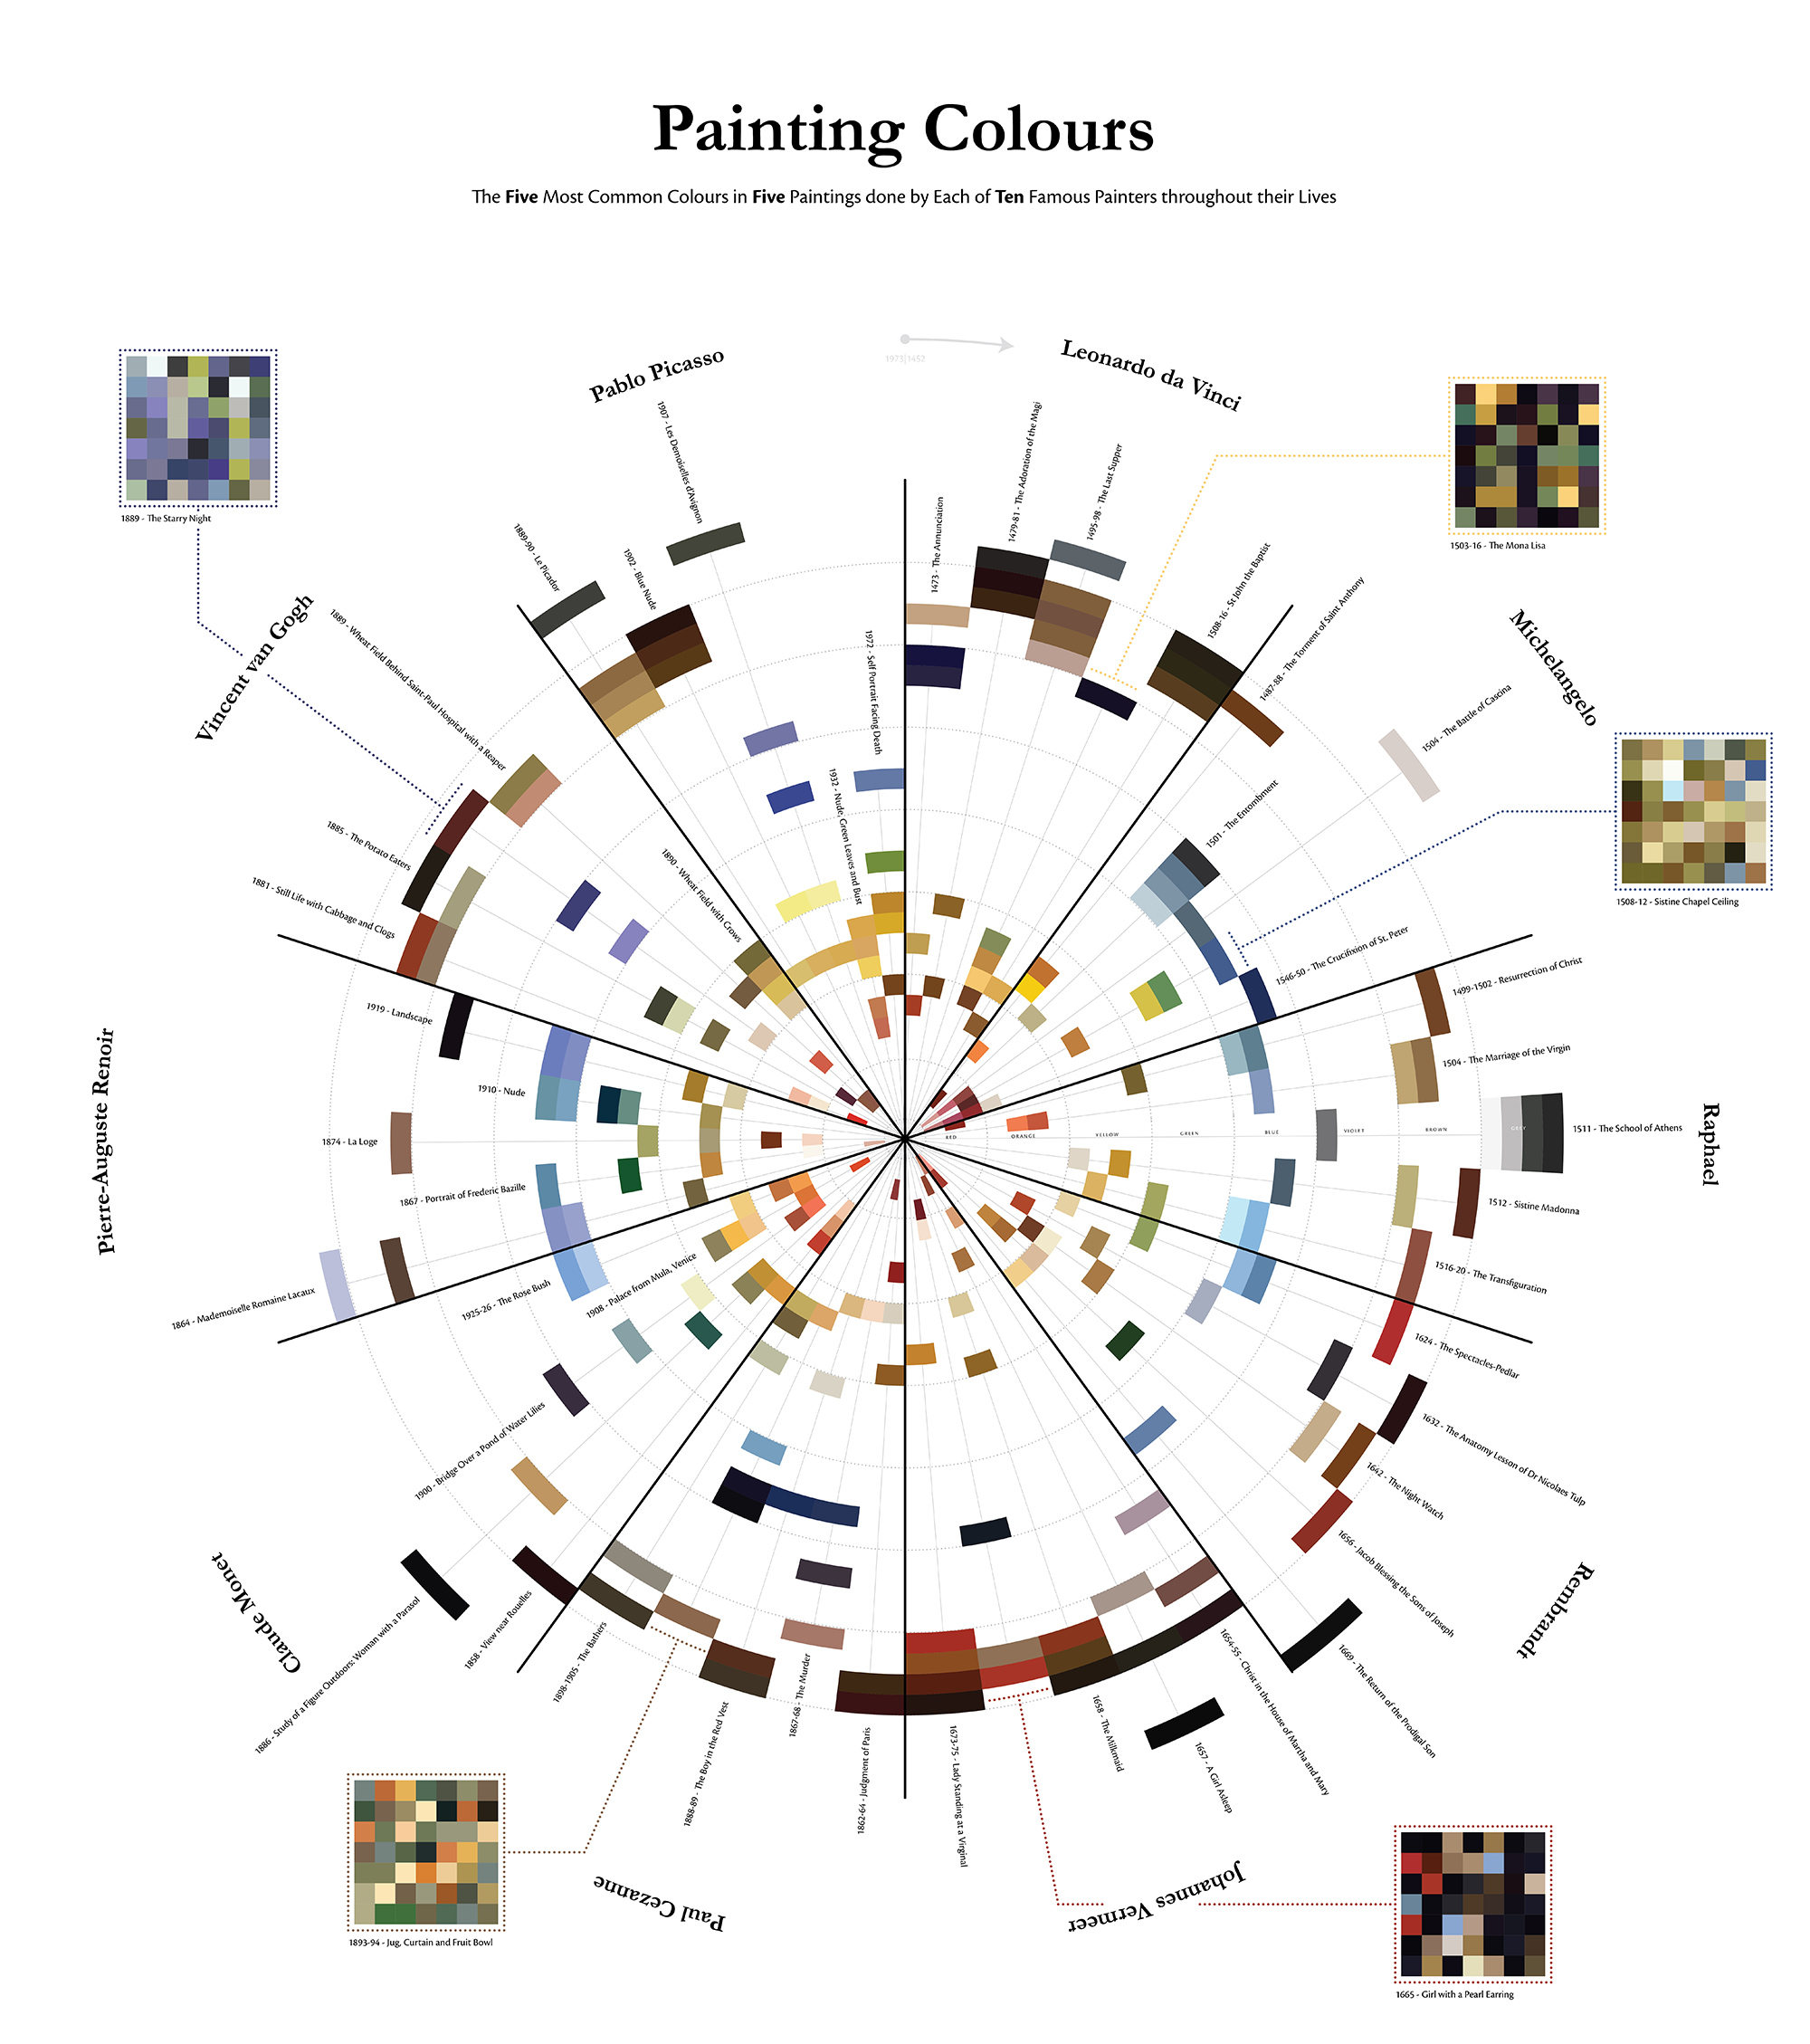 Painting Colours
The Five Most Common Colours in Five Paintings done by Each of Ten Famous Painters throughout their Lives
1973|1452
Leonardo da Vinci
1473 - The Annunciation
1479-81 - The Adoration of the Magi
1495-98 - The Last Supper
1503-16 - The Mona Lisa
1508-16 - St John the Baptist
Michelangelo
1487-88 - The Torment of Saint Anthony
1501 - The Entombment
1504 - The Battle of Cascina
1508-12 - Sistine Chapel Ceiling
1546-50 - The Crucifixion of St. Peter
Raphael
1499-1502 - Resurrection of Christ
1504 - The Marriage of the Virgin
1511 - The School of Athens
1512 - Sistine Madonna
1516-20 - The Transfiguration
RED
ORANGE
YELLOW
GREEN
BLUE
VIOLET
BROWN
GREY
Rembrandt
1624 - The Spectacles-Pedlar
1632 - The Anatomy Lesson of Dr Nicolaes Tulp
1642 - The Night Watch
1656 - Jacob Blessing the Sons of Joseph
1669 - The Return of the Prodigal Son
Johannes Vermeer
1654-55 - Christ in the House of Martha and Mary
1657 - A Girl Asleep
1658 - The Milkmaid
1665 - Girl with a Pearl Earring
1673-75 - Lady Standing at a Virginal
Paul Cezanne
1862-64 - Judgment of Paris
1867-68 - The Murder
1888-89 - The Boy in the Red Vest
1893-94 - Jug, Curtain and Fruit Bowl
1898-1905 - The Bathers
Claude Monet
1858 - View near Rouelles
1886 - Study of a Figure Outdoors: Woman with a Parasol
1900 - Bridge Over a Pond of Water Lilies
1908 - Palace from Mula, Venice
1925-26 - The Rose Bush
Pierre-Auguste Renoir
1864 - Mademoiselle Romaine Lacaux
1867 - Portrait of Frederic Bazille
1874 - La Loge
1910 - Nude
1919 - Landscape
Vincent van Gogh
1881 - Still Life with Cabbage and Clogs
1885 - The Potato Eaters
1889 - The Starry Night
1889 - Wheat Field Behind Saint-Paul Hospital with a Reaper
1890 - Wheat Field with Crows
Pablo Picasso
1889-90 - Le Picador
1902 - Blue Nude
1907 - Les Demoiselles d'Avignon
1932 - Nude, Green Leaves and Bust
1972 - Self Portrait Facing Death